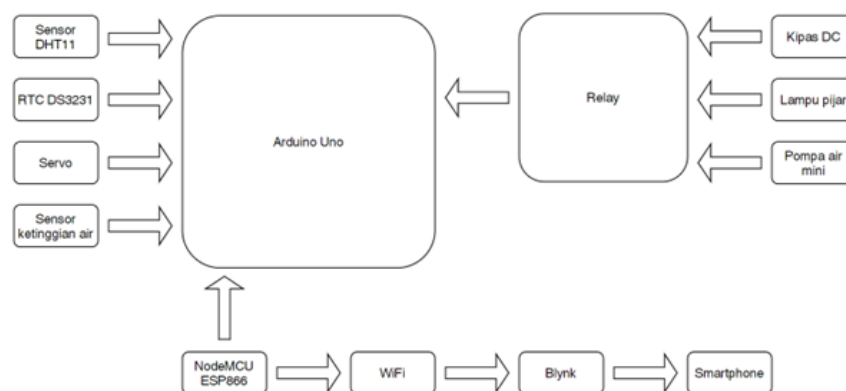 Sensor
DHT11
RTC DS3231
Servo
Sensor
ketinggian air
Arduino Uno
Relay
Kipas DC
Lampu pijar
Pompa air
mini
NodeMCU
ESP866
WiFi
Blynk
Smartphone